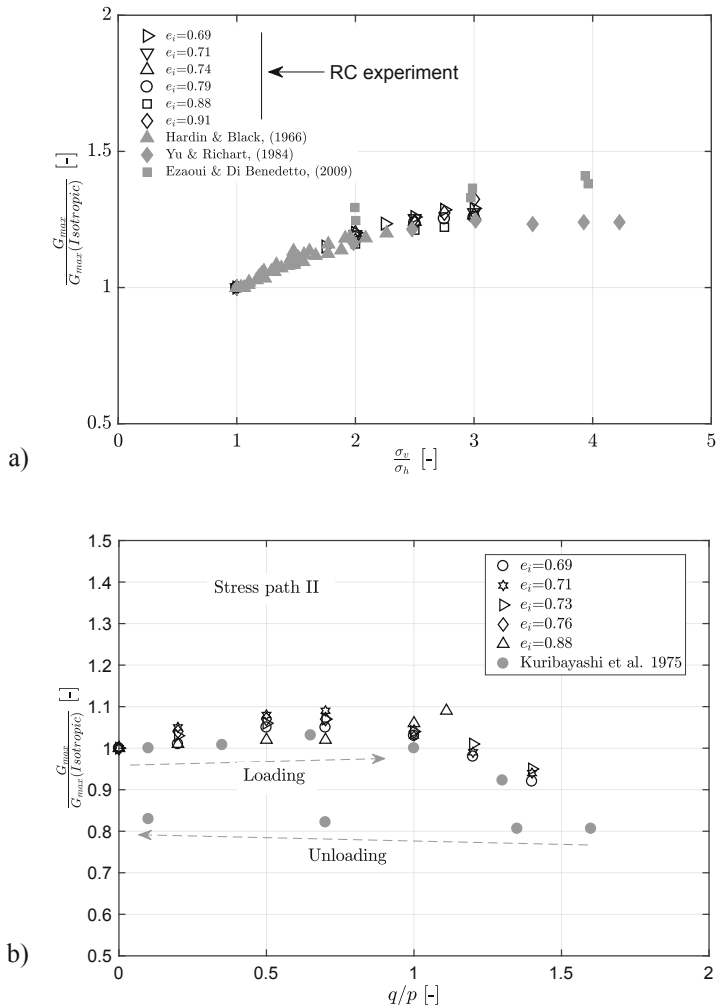 2
1.5
1
0.5
0
1
2
3
4
5
G_max / G_max(Isotropic) [-]
σ_v / σ_h [-]
e_i=0.69
e_i=0.71
e_i=0.74
e_i=0.79
e_i=0.88
e_i=0.91
Hardin & Black, (1966)
Yu & Richart, (1984)
Ezaoui & Di Benedetto, (2009)
RC experiment
a)
1.5
1.4
1.3
1.2
1.1
1
0.9
0.8
0.7
0.6
0.5
0
0.5
1
1.5
2
G_max / G_max(Isotropic) [-]
q/p [-]
Stress path II
e_i=0.69
e_i=0.71
e_i=0.73
e_i=0.76
e_i=0.88
Kuribayashi et al. 1975
Loading
Unloading
b)